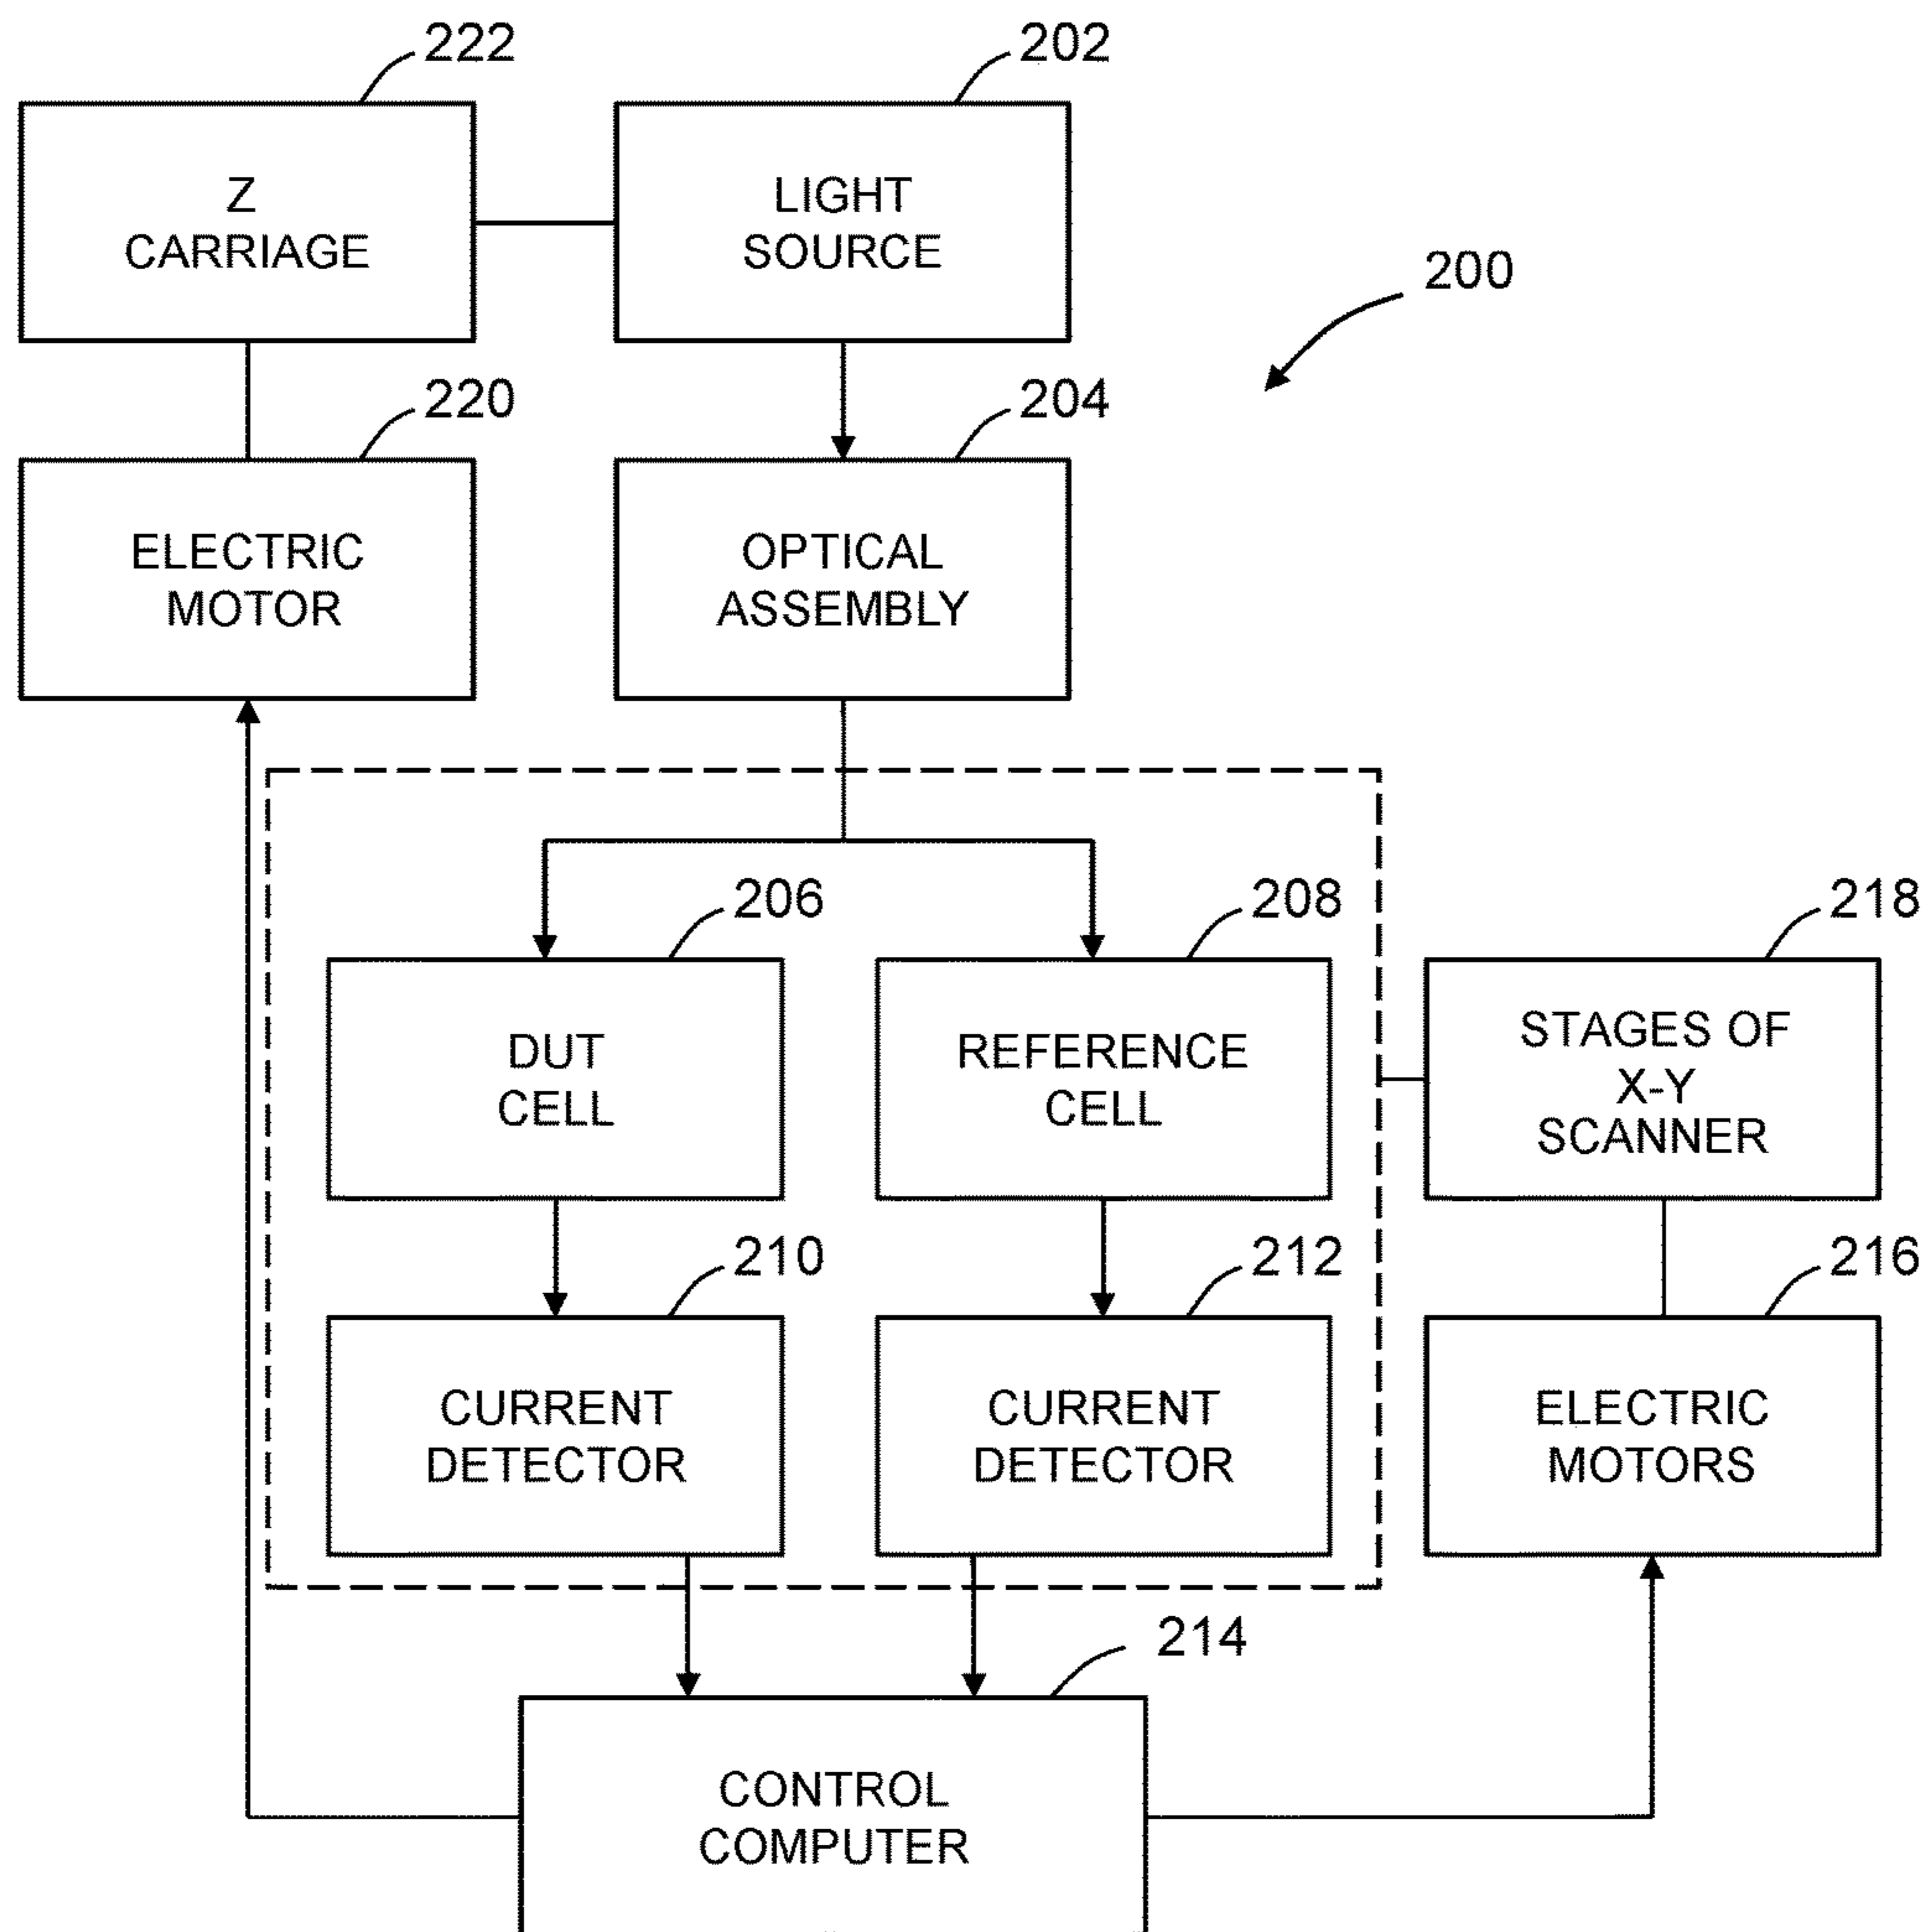 222
202
Z
CARRIAGE
LIGHT
SOURCE
200
220
204
ELECTRIC
MOTOR
OPTICAL
ASSEMBLY
206
208
218
DUT
CELL
REFERENCE
CELL
STAGES OF
X-Y
SCANNER
210
212
216
CURRENT
DETECTOR
CURRENT
DETECTOR
ELECTRIC
MOTORS
214
CONTROL
COMPUTER